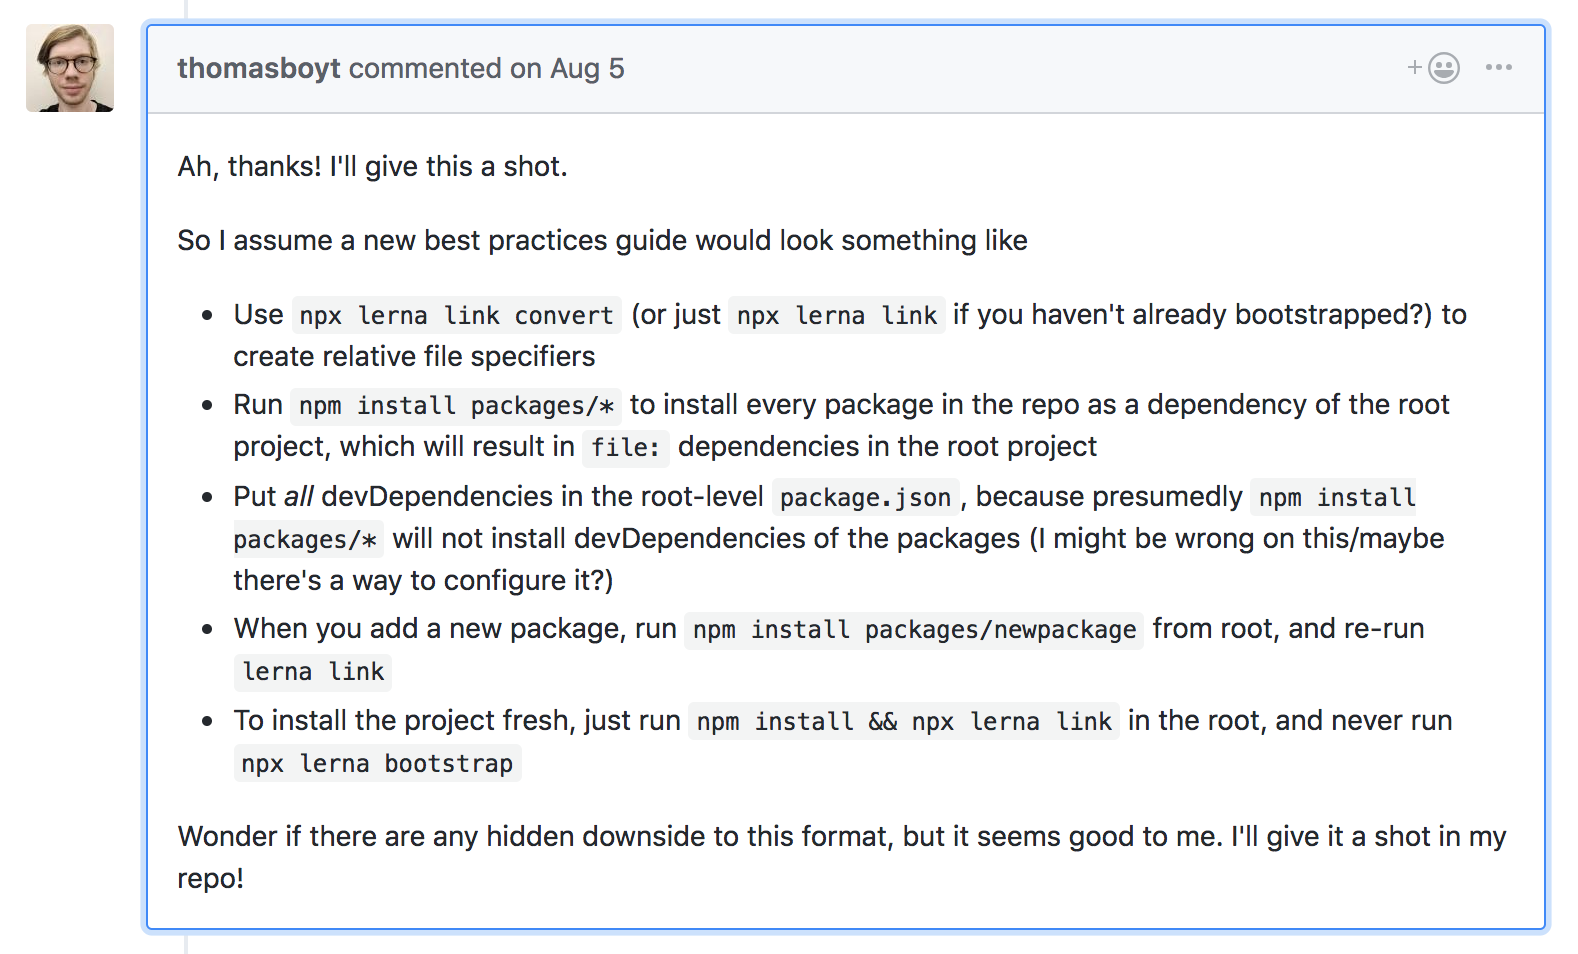 thomasboyt commented on Aug 5
Ah, thanks! I'll give this a shot.
So I assume a new best practices guide would look something like
Use npx lerna link convert (or just npx lerna link if you haven't already bootstrapped?) to
create relative file specifiers
Run npm install packages/* to install every package in the repo as a dependency of the root
project, which will result in file: dependencies in the root project
Put all devDependencies in the root-level package.json, because presumedly npm install
packages/* will not install devDependencies of the packages (I might be wrong on this/maybe
there's a way to configure it?)
When you add a new package, run npm install packages/newpackage from root, and re-run
lerna link
To install the project fresh, just run npm install && npx lerna link in the root, and never run
npx lerna bootstrap
Wonder if there are any hidden downside to this format, but it seems good to me. I'll give it a shot in my
repo!